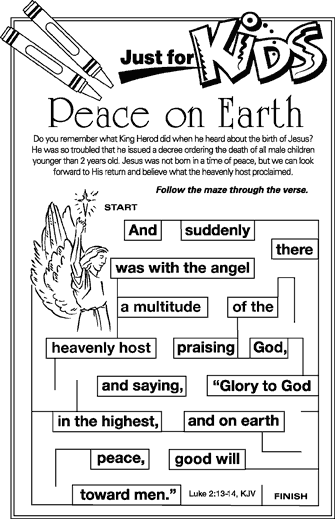 Just for KiDS
Peace on Earth
Do you remember what King Herod did when he heard about the birth of Jesus?
He was so troubled that he issued a decree ordering the death of all male children
younger than 2 years old. Jesus was not born in a time of peace, but we can look
forward to His return and believe what the heavenly host proclaimed.
Follow the maze through the verse.
START
And suddenly
there
was with the angel
a multitude of the
heavenly host praising God,
and saying, “Glory to God
in the highest, and on earth
peace, good will
toward men.” Luke 2:13-14, KJV FINISH